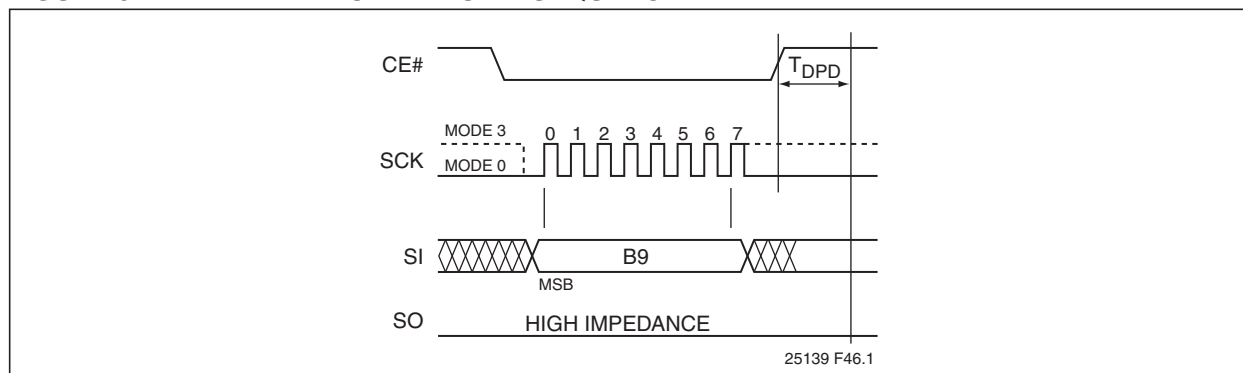 CE#
TDPD
MODE 3
0 1 2 3 4 5 6 7
SCK
MODE 0
SI
B9
MSB
SO
HIGH IMPEDANCE
25139 F46.1